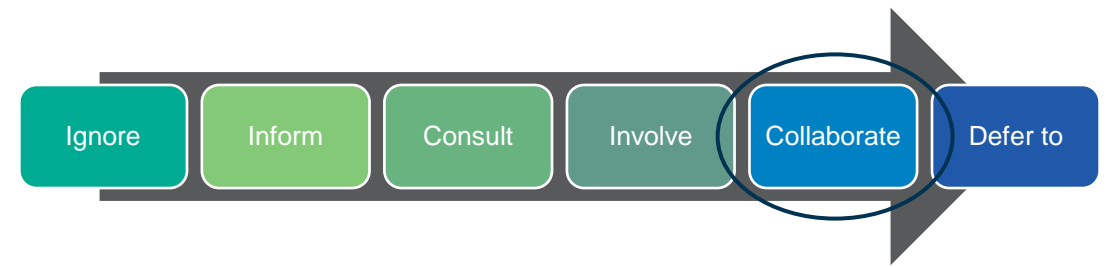 Ignore
Inform
Consult
Involve
Collaborate
Defer to